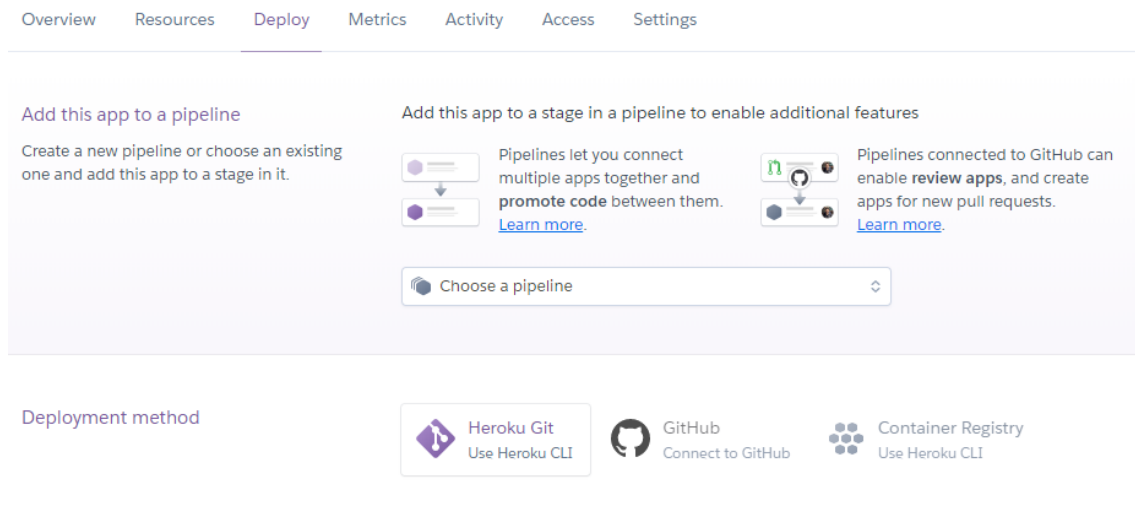 Overview Resources Deploy Metrics Activity Access Settings
Add this app to a pipeline
Create a new pipeline or choose an existing
one and add this app to a stage in it.
Add this app to a stage in a pipeline to enable additional features
Pipelines let you connect
multiple apps together and
promote code between them.
Learn more.
Pipelines connected to GitHub can
enable review apps, and create
apps for new pull requests.
Learn more.
Choose a pipeline
Deployment method
Heroku Git
Use Heroku CLI
GitHub
Connect to GitHub
Container Registry
Use Heroku CLI